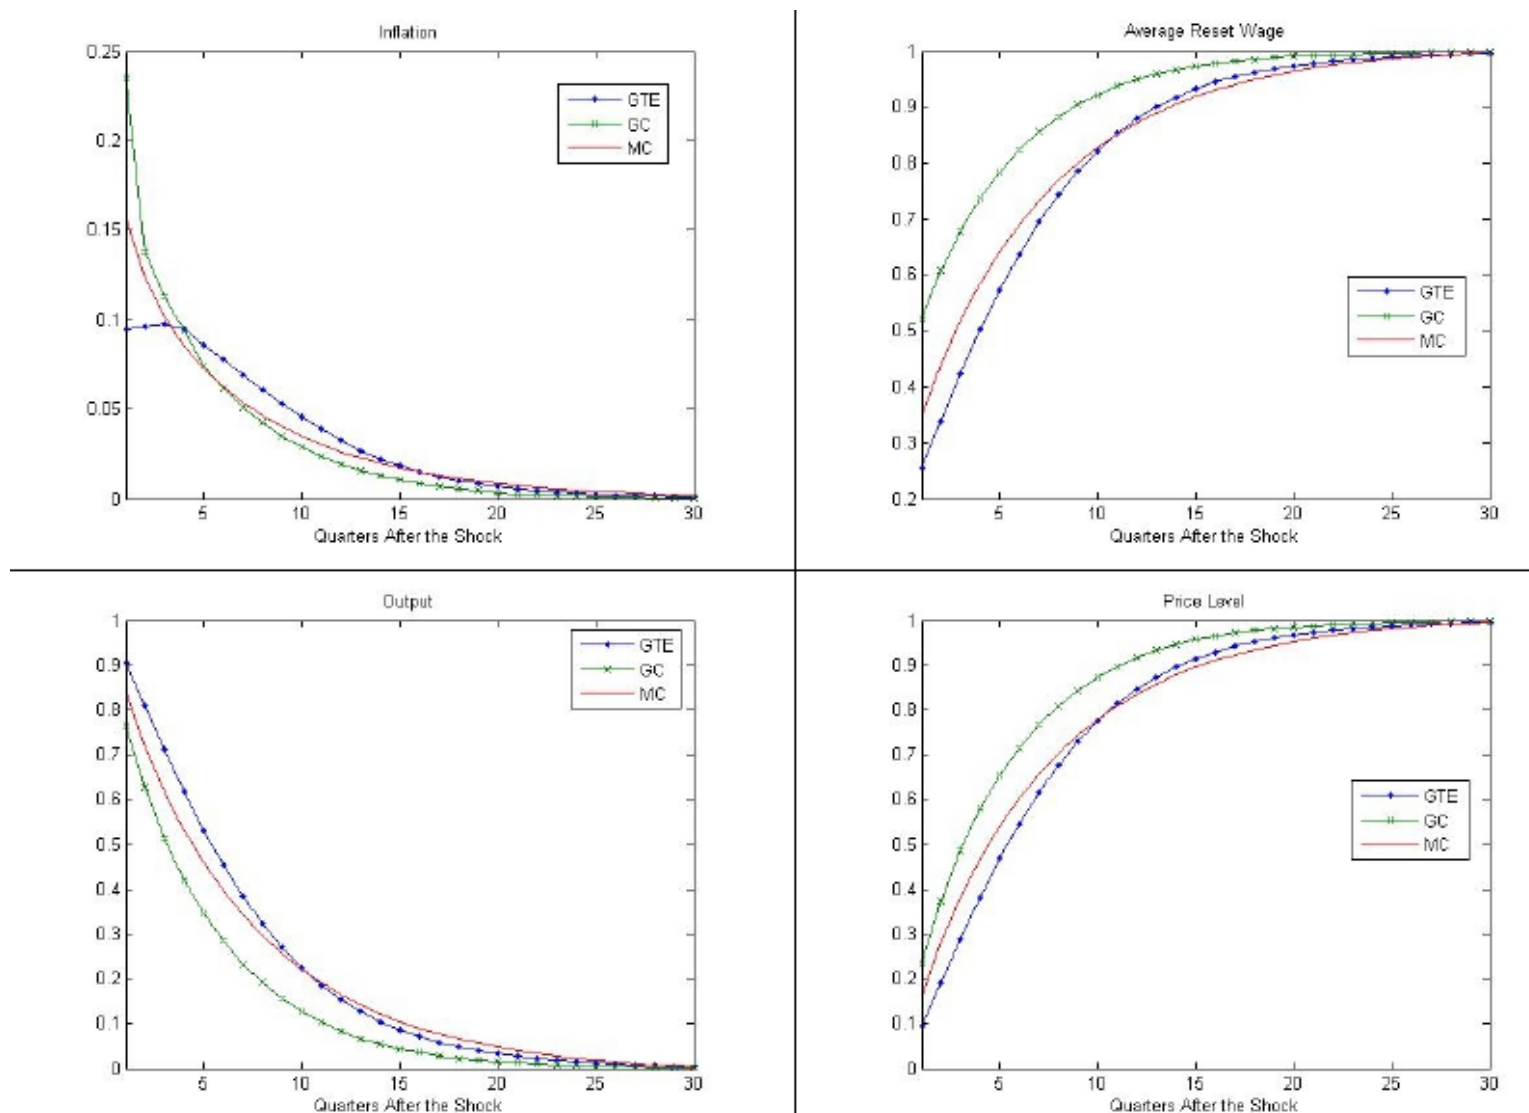 Inflation
0.25
0.2
0.15
0.1
0.05
0
GTE
GC
MC
5 10 15 20 25 30
Quarters After the Shock
Average Reset Wage
1
0.9
0.8
0.7
0.6
0.5
0.4
0.3
0.2
GTE
GC
MC
5 10 15 20 25 30
Quarters After the Shock
Output
1
0.9
0.8
0.7
0.6
0.5
0.4
0.3
0.2
0.1
0
GTE
GC
MC
5 10 15 20 25 30
Quarters After the Shock
Price Level
1
0.9
0.8
0.7
0.6
0.5
0.4
0.3
0.2
0.1
0
GTE
GC
MC
5 10 15 20 25 30
Quarters After the Shock